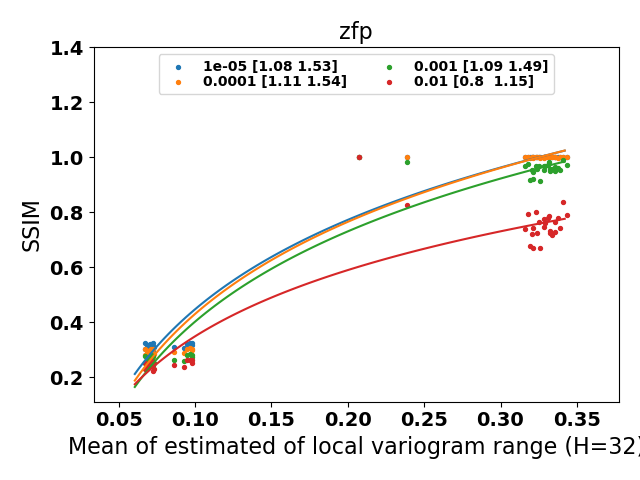 zfp
1e-05 [1.08 1.53]
0.0001 [1.11 1.54]
0.001 [1.09 1.49]
0.01 [0.8  1.15]
SSIM
1.4
1.2
1.0
0.8
0.6
0.4
0.2
0.05 0.10 0.15 0.20 0.25 0.30 0.35
Mean of estimated of local variogram range (H=32)